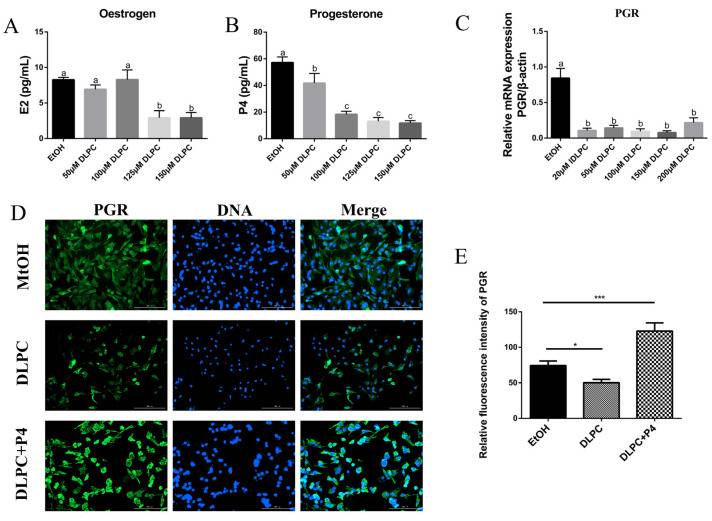 A
Oestrogen
E2 (pg/mL)
15
10
5
0
a
a
a
b
b
EtOH
50μM DLPC
100μM DLPC
125μM DLPC
150μM DLPC
B
Progesterone
P4 (pg/mL)
80
60
40
20
0
a
b
c
c
c
EtOH
50μM DLPC
100μM DLPC
125μM DLPC
150μM DLPC
C
PGR
Relative mRNA expression
PGR/β-actin
1.5
1.0
0.5
0.0
a
b
b
b
b
b
EtOH
20μM lDLPC
50μM DLPC
100μM DLPC
150μM DLPC
200μM DLPC
D
PGR
DNA
Merge
MtOH
DLPC
DLPC+P4
E
Relative fluorescence intensity of PGR
150
100
50
0
***
*
EtOH
DLPC
DLPC+P4